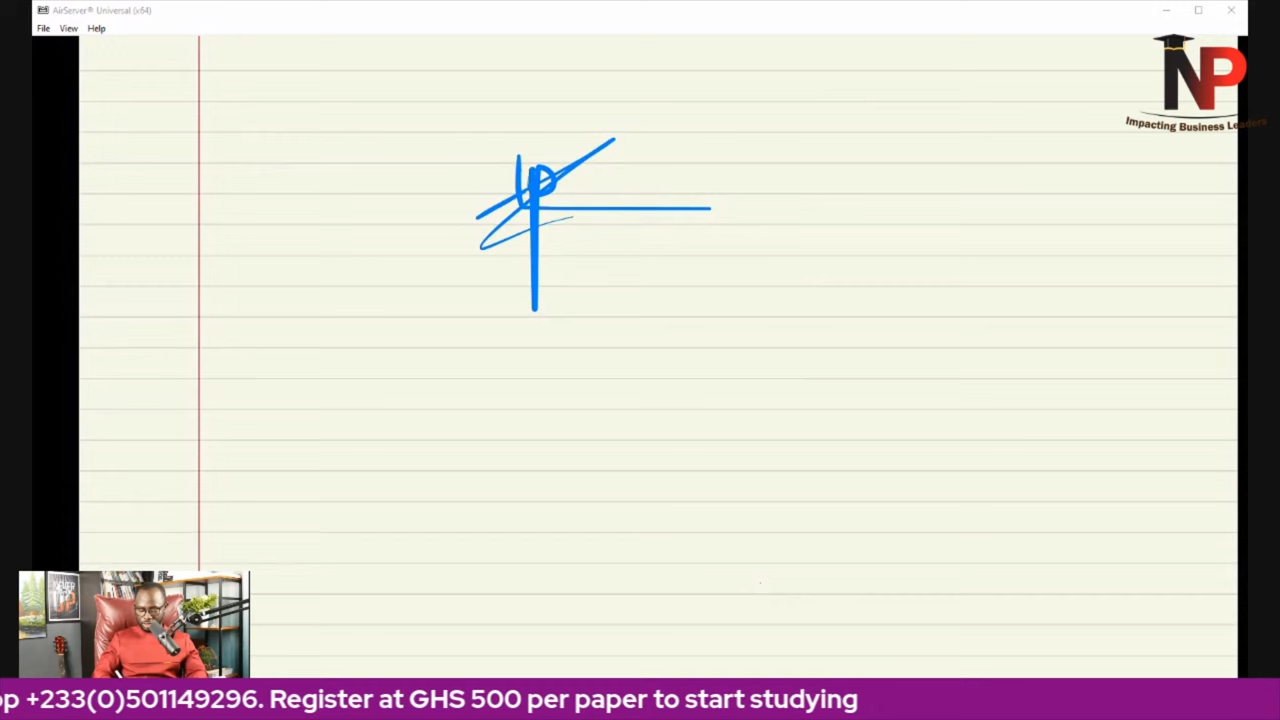 AirServer® Universal (x64)
File View Help
NP
Impacting Business Leaders
+233(0)501149296. Register at GHS 500 per paper to start studying